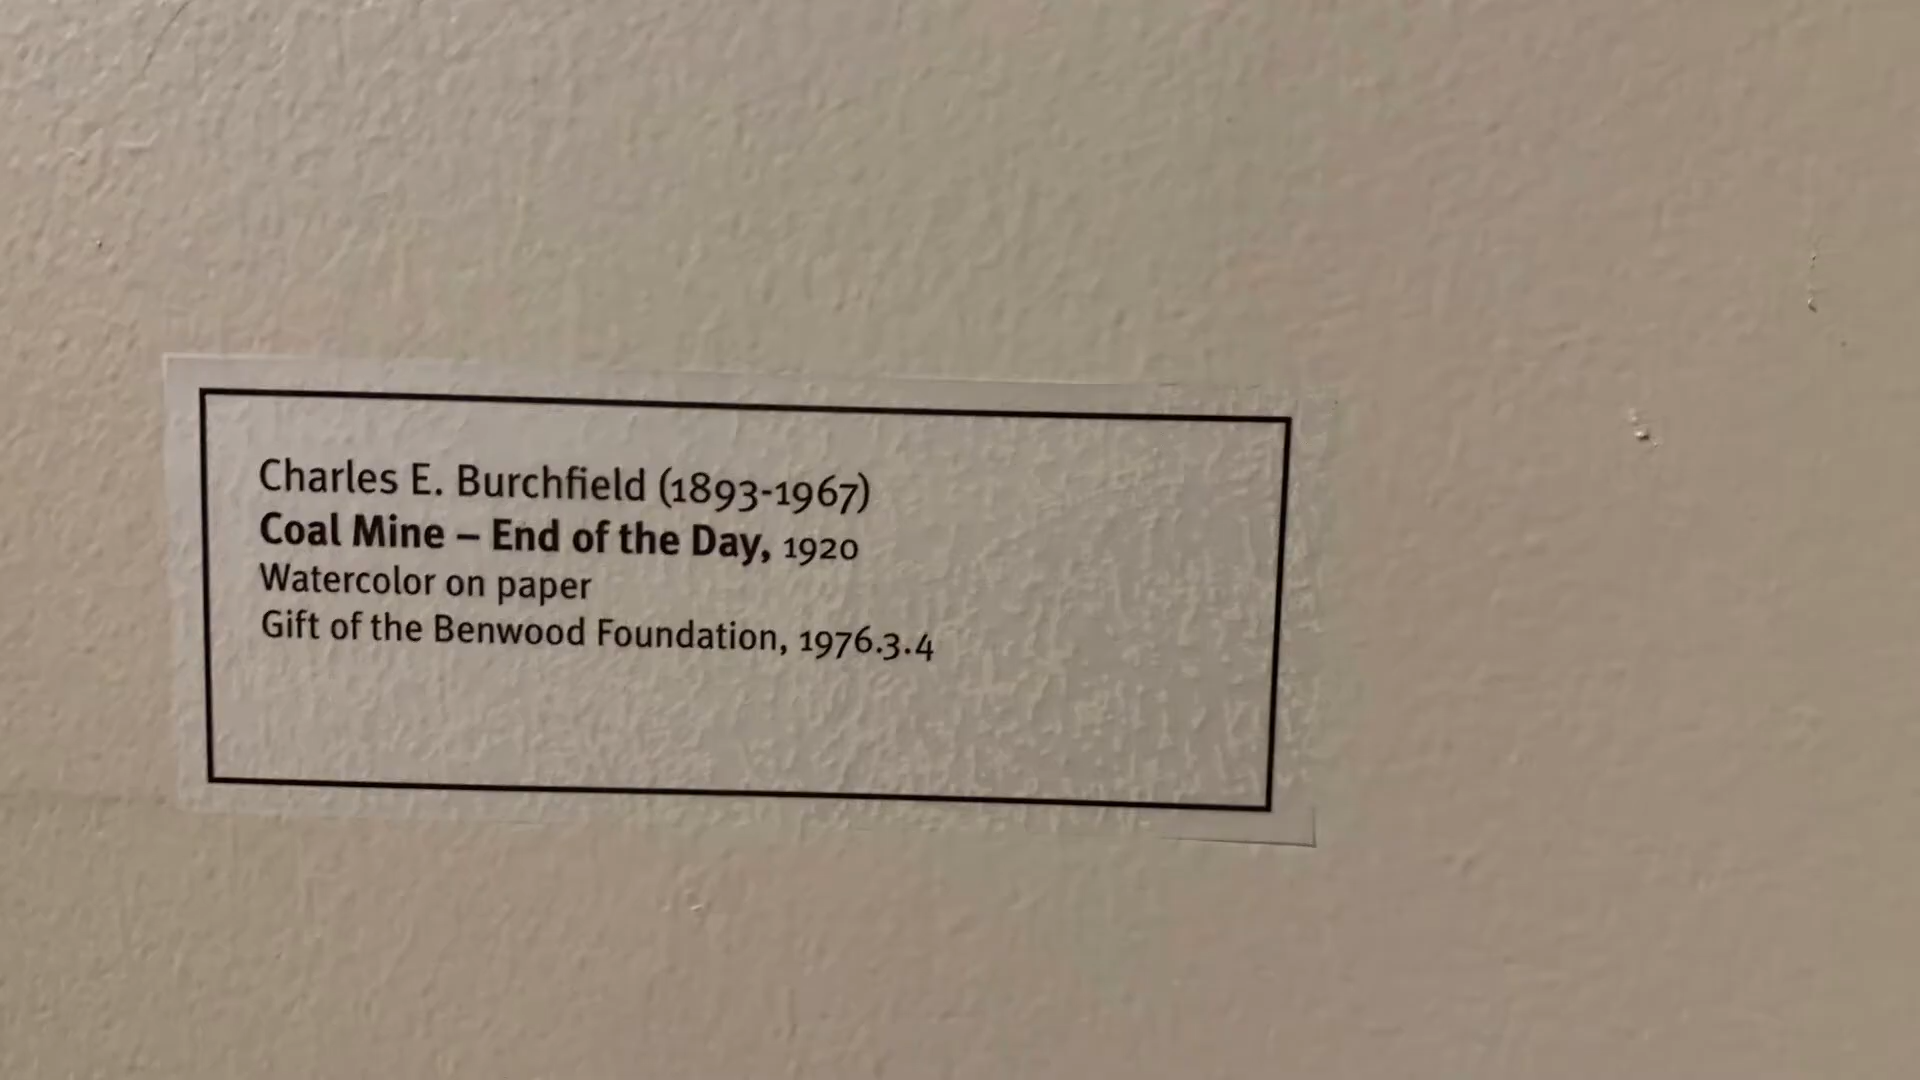 Charles E. Burchfield (1893-1967)
Coal Mine – End of the Day, 1920
Watercolor on paper
Gift of the Benwood Foundation, 1976.3.4